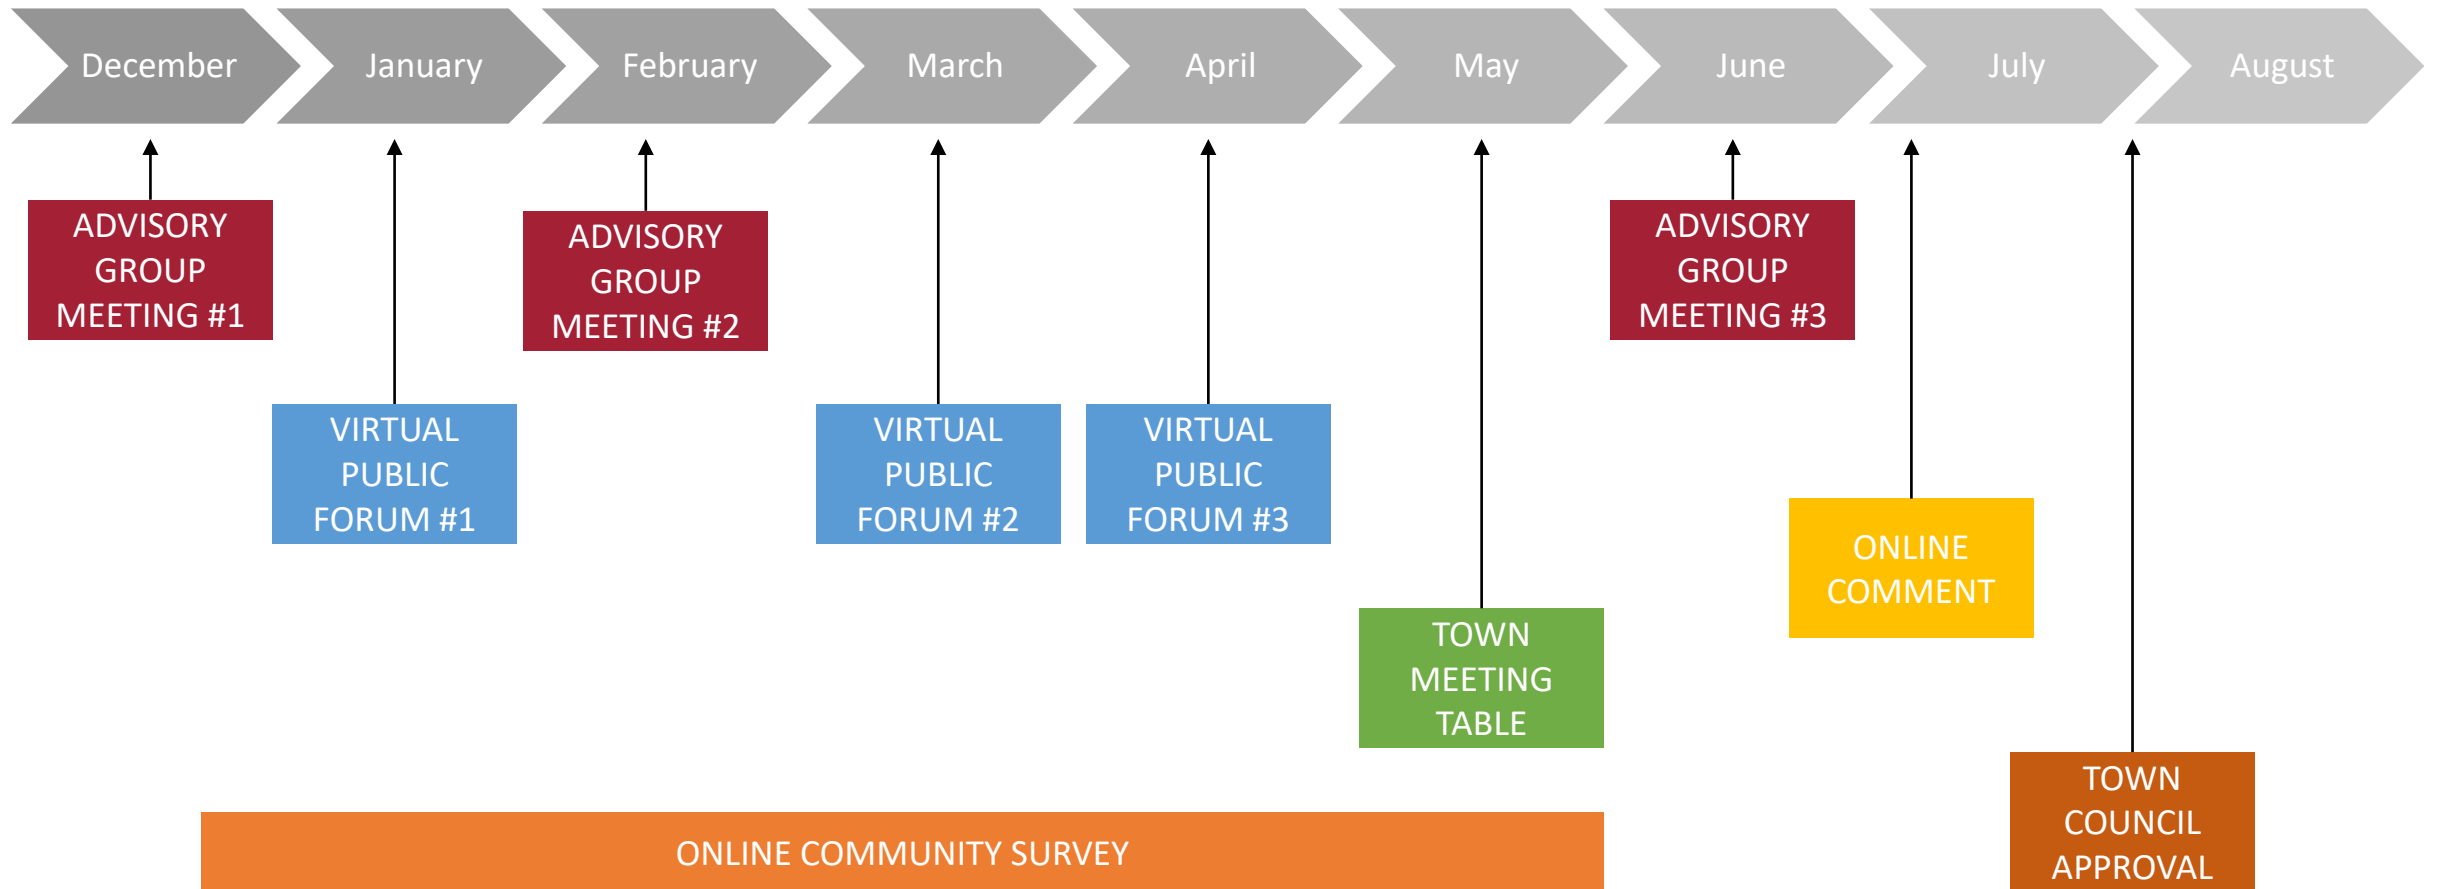 December
January
February
March
April
May
June
July
August
ADVISORY
GROUP
MEETING #1
ADVISORY
GROUP
MEETING #2
ADVISORY
GROUP
MEETING #3
VIRTUAL
PUBLIC
FORUM #1
VIRTUAL
PUBLIC
FORUM #2
VIRTUAL
PUBLIC
FORUM #3
ONLINE
COMMENT
TOWN
MEETING
TABLE
TOWN
COUNCIL
APPROVAL
ONLINE COMMUNITY SURVEY